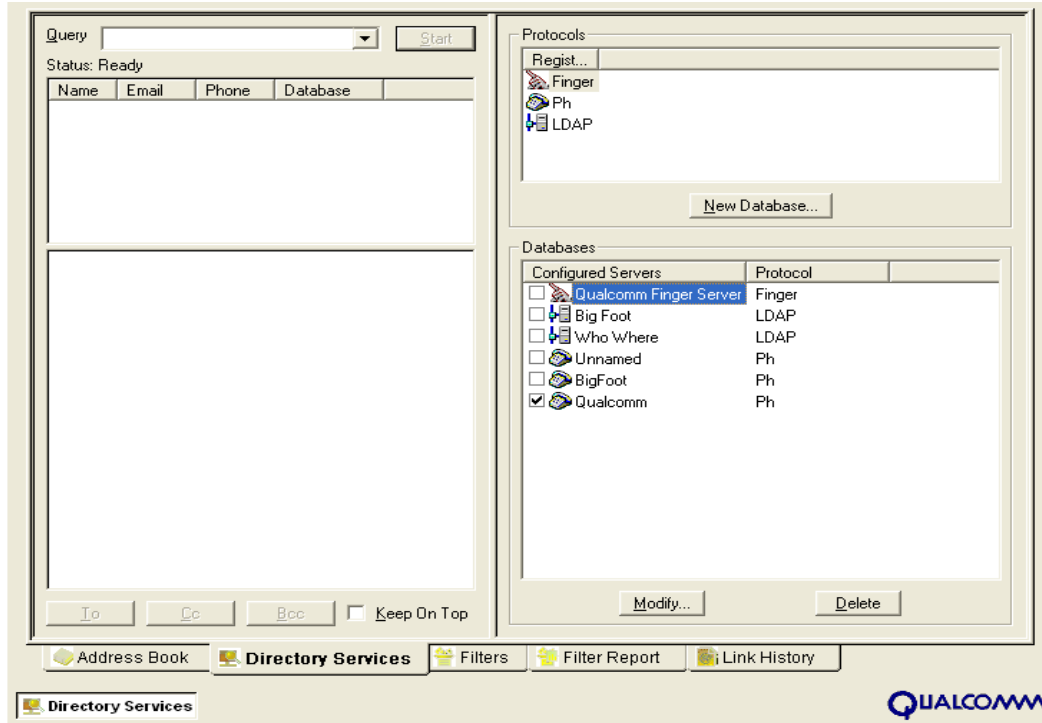 Query
Start
Status: Ready
Name Email Phone Database
To Cc Bcc Keep On Top
Protocols
Regist...
Finger
Ph
LDAP
New Database...
Databases
Configured Servers Protocol
Qualcomm Finger Server Finger
Big Foot LDAP
Who Where LDAP
Unnamed Ph
BigFoot Ph
Qualcomm Ph
Modify... Delete
Address Book Directory Services Filters Filter Report Link History
Directory Services
QUALCOMM